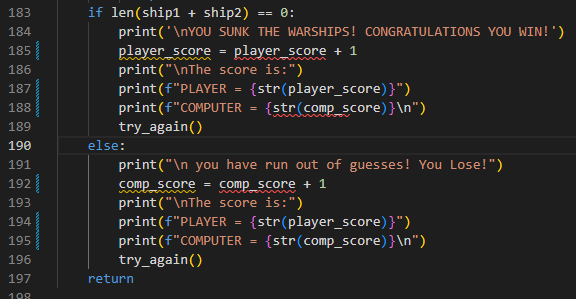 183 if len(ship1 + ship2) == 0:
184 print('\nYOU SUNK THE WARSHIPS! CONGRATULATIONS YOU WIN!')
185 player_score = player_score + 1
186 print("\nThe score is:")
187 print(f"PLAYER = {str(player_score)}")
188 print(f"COMPUTER = {str(comp_score)}\n")
189 try_again()
190 else:
191 print("\n you have run out of guesses! You Lose!")
192 comp_score = comp_score + 1
193 print("\nThe score is:")
194 print(f"PLAYER = {str(player_score)}")
195 print(f"COMPUTER = {str(comp_score)}\n")
196 try_again()
197 return
198